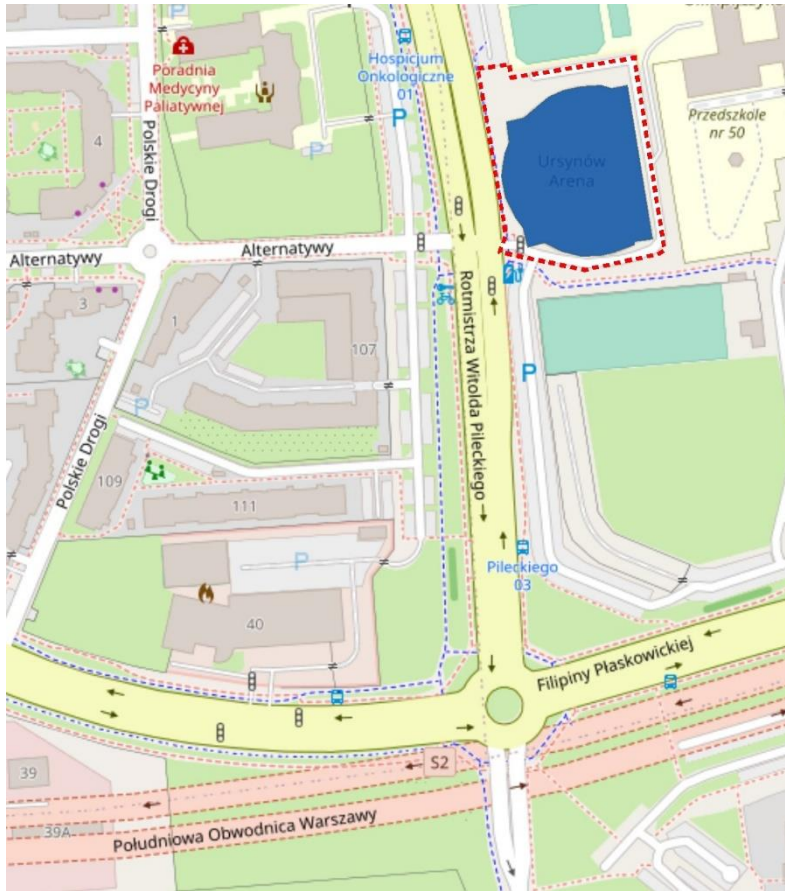 P
Hospicjum
Onkologiczne
01
Poradnia
Medycyny
Paliatywnej
P
Przedszkole
nr 50
4
Polskie Drogi
P
Ursynów
Arena
Alternatywy
Alternatywy
3
1
107
Rotmistrza Witolda Pileckiego
P
P
Polskie Drogi
109
111
P
Pileckiego
03
40
Filipiny Płaskowickiej
S2
39
39A
Południowa Obwodnica Warszawy